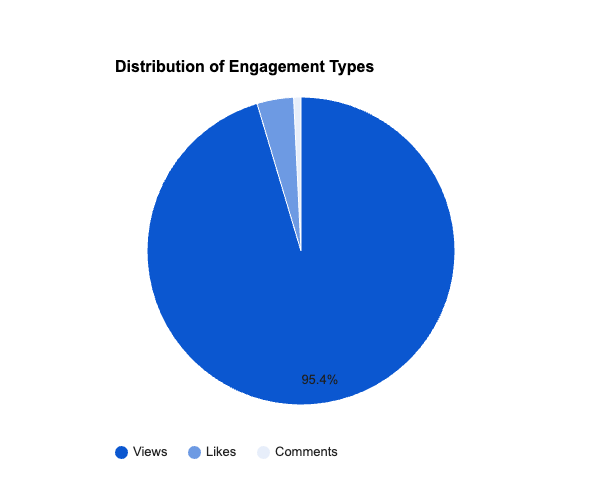 Distribution of Engagement Types
95.4%
Views Likes Comments